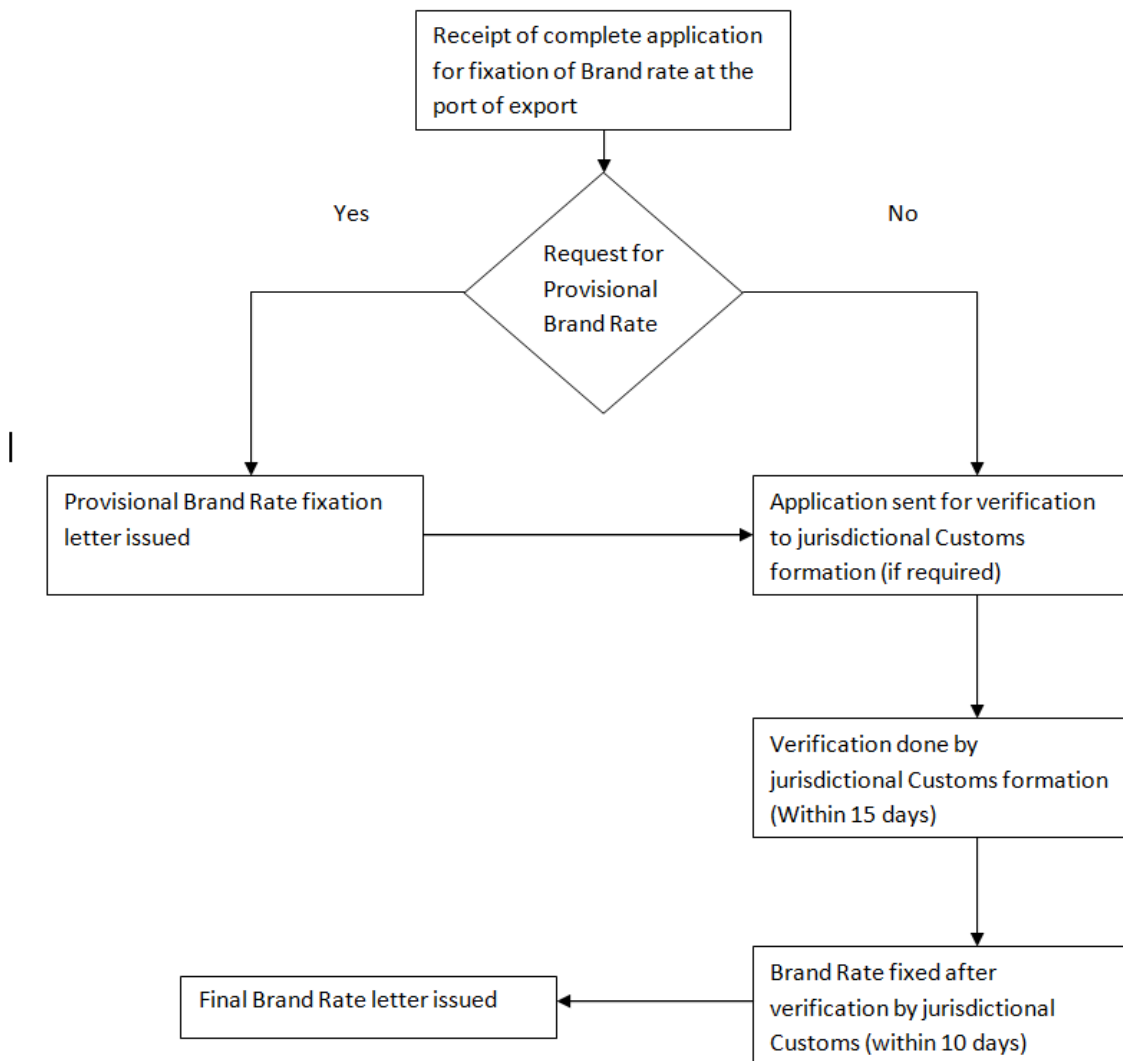 Receipt of complete application
for fixation of Brand rate at the
port of export
Yes
No
Request for
Provisional
Brand Rate
Provisional Brand Rate fixation
letter issued
Application sent for verification
to jurisdictional Customs
formation (if required)
Verification done by
jurisdictional Customs formation
(Within 15 days)
Brand Rate fixed after
verification by jurisdictional
Customs (within 10 days)
Final Brand Rate letter issued